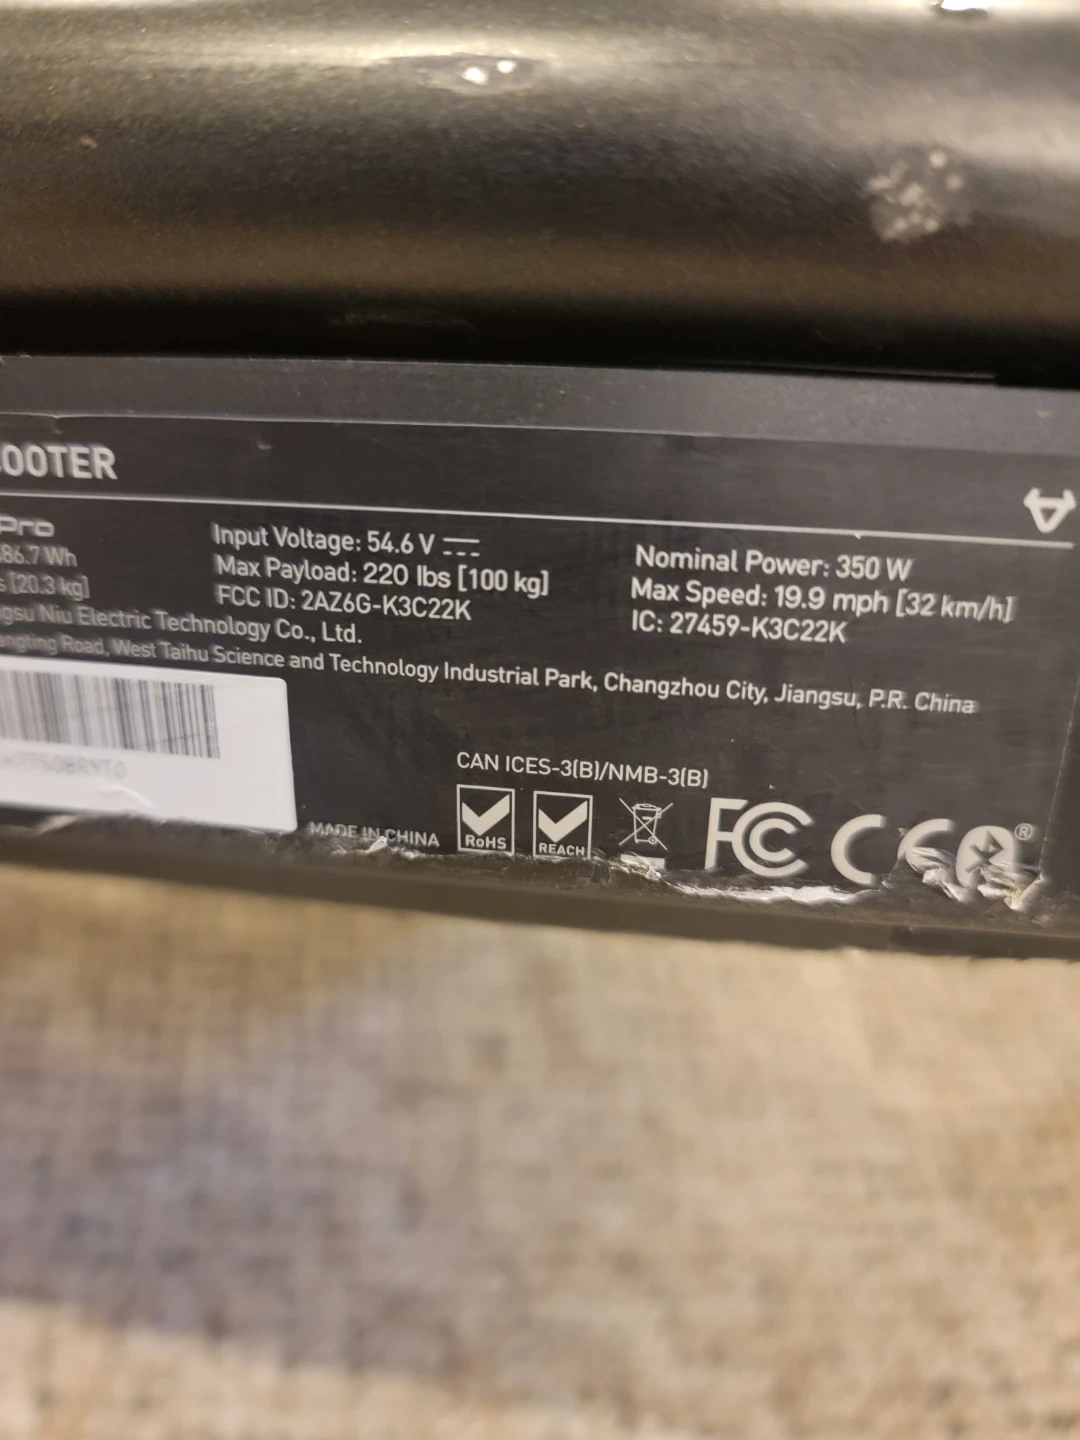 OOTER
Pro
86.7 Wh
s [20.3 kg]
Input Voltage: 54.6 V
Max Payload: 220 lbs [100 kg]
FCC ID: 2AZ6G-K3C22K
Nominal Power: 350 W
Max Speed: 19.9 mph [32 km/h]
IC: 27459-K3C22K
ngsu Niu Electric Technology Co., Ltd.
Road, West Taihu Science and Technology Industrial Park, Changzhou City, Jiangsu, P.R. China
CAN ICES-3(B)/NMB-3(B)
MADE IN CHINA
RoHS
REACH
FC CE ®